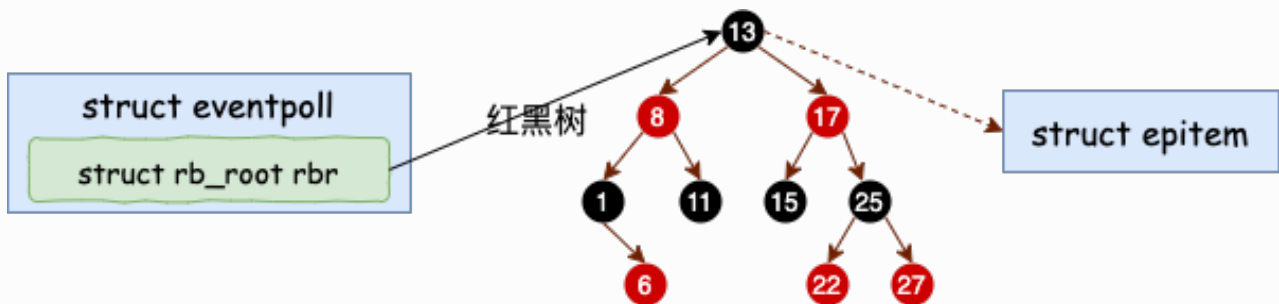 13
struct eventpoll
红黑树
8
17
struct epitem
struct rb_root rbr
1
11
15
25
6
22
27